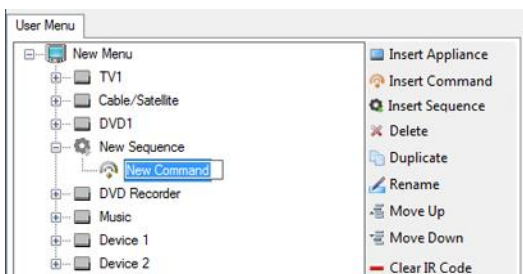 User Menu
New Menu
TV1
Cable/Satellite
DVD1
New Sequence
New Command
DVD Recorder
Music
Device 1
Device 2
Insert Appliance
Insert Command
Insert Sequence
Delete
Duplicate
Rename
Move Up
Move Down
Clear IR Code